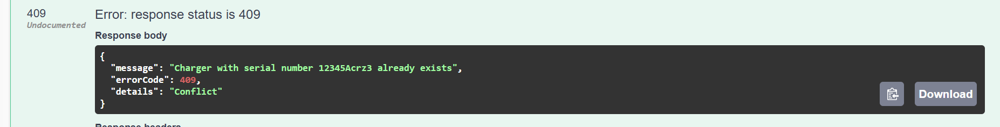 409
Undocumented
Error: response status is 409
Response body
{
  "message": "Charger with serial number 12345Acrz3 already exists",
  "errorCode": 409,
  "details": "Conflict"
}
Download
Response headers